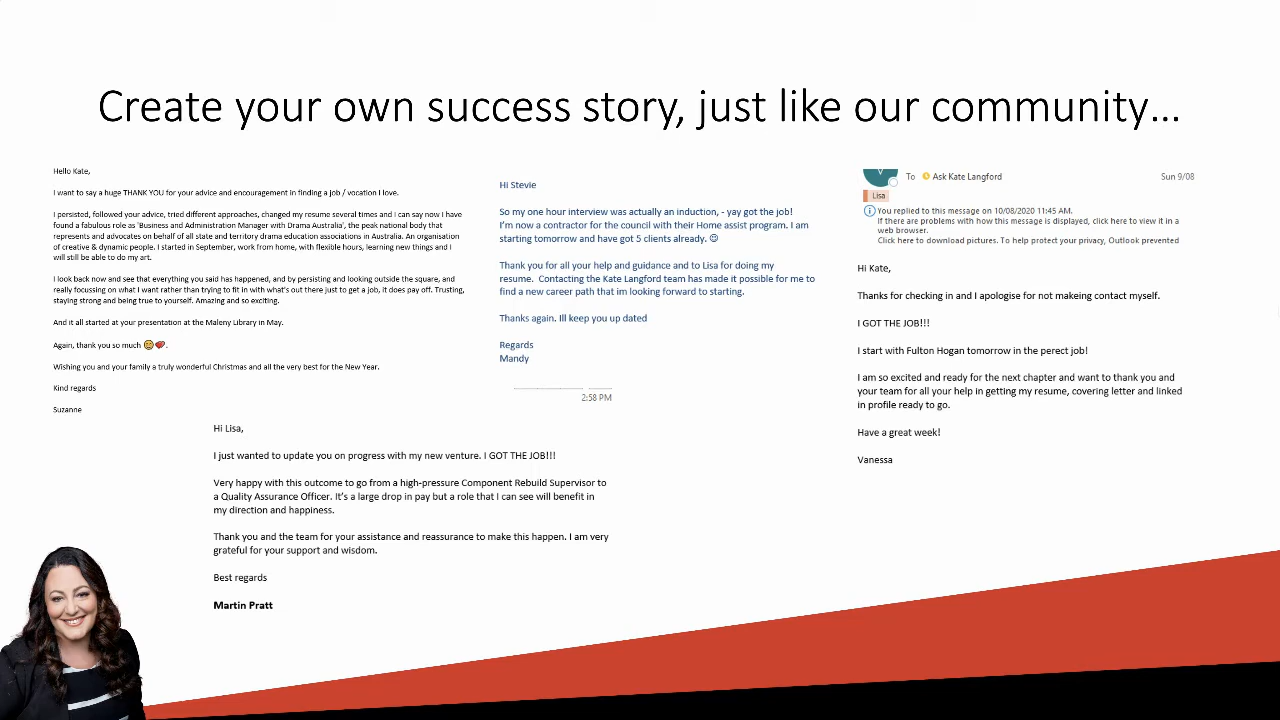 Create your own success story, just like our community...
Hello Kate,
I want to say a huge THANK YOU for your advice and encouragement in finding a job / vocation I love.
I persisted, followed your advice, tried different approaches, changed my resume several times and I can say now I have
found a fabulous role as 'Business and Administration Manager with Drama Australia', the peak national body that
represents and advocates on behalf of all state and territory drama education associations in Australia. An organisation
of creative & dynamic people. I started in September, work from home, with flexible hours, learning new things and I
will still be able to do my art.
I look back now and see that everything you said has happened, and by persisting and looking outside the square, and
really focussing on what I want rather than trying to fit in with what's out there just to get a job, it does pay off. Trusting,
staying strong and being true to yourself. Amazing and so exciting.
And it all started at your presentation at the Maleny Library in May.
Again, thank you so much 😊❤.
Wishing you and your family a truly wonderful Christmas and all the very best for the New Year.
Kind regards
Suzanne
Hi Stevie
So my one hour interview was actually an induction, - yay got the job!
I'm now a contractor for the council with their Home assist program. I am
starting tomorrow and have got 5 clients already. ☺
Thank you for all your help and guidance and to Lisa for doing my
resume. Contacting the Kate Langford team has made it possible for me to
find a new career path that im looking forward to starting.
Thanks again. Ill keep you up dated
Regards
Mandy
2:58 PM
Hi Lisa,
I just wanted to update you on progress with my new venture. I GOT THE JOB!!!
Very happy with this outcome to go from a high-pressure Component Rebuild Supervisor to
a Quality Assurance Officer. It's a large drop in pay but a role that I can see will benefit in
my direction and happiness.
Thank you and the team for your assistance and reassurance to make this happen. I am very
grateful for your support and wisdom.
Best regards
Martin Pratt
V
To Ask Kate Langford Sun 9/08
Lisa
You replied to this message on 10/08/2020 11:45 AM.
If there are problems with how this message is displayed, click here to view it in a
web browser.
Click here to download pictures. To help protect your privacy, Outlook prevented
Hi Kate,
Thanks for checking in and I apologise for not makeing contact myself.
I GOT THE JOB!!!
I start with Fulton Hogan tomorrow in the perect job!
I am so excited and ready for the next chapter and want to thank you and
your team for all your help in getting my resume, covering letter and linked
in profile ready to go.
Have a great week!
Vanessa